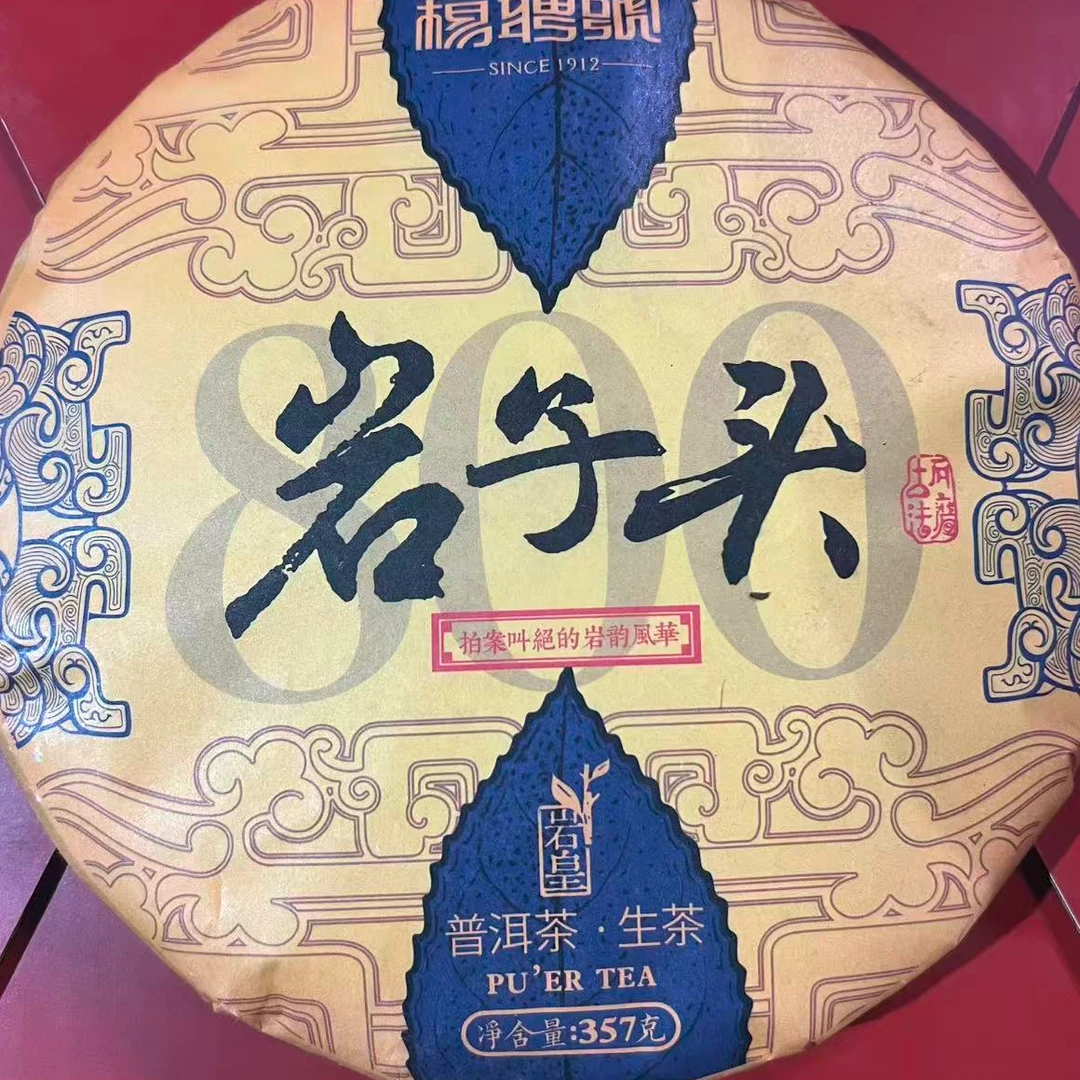 楊聘號
SINCE 1912
800
岩子头
拍案叫絕的岩韵風華
岩皇
普洱茶·生茶
PU'ER TEA
淨含量:357克